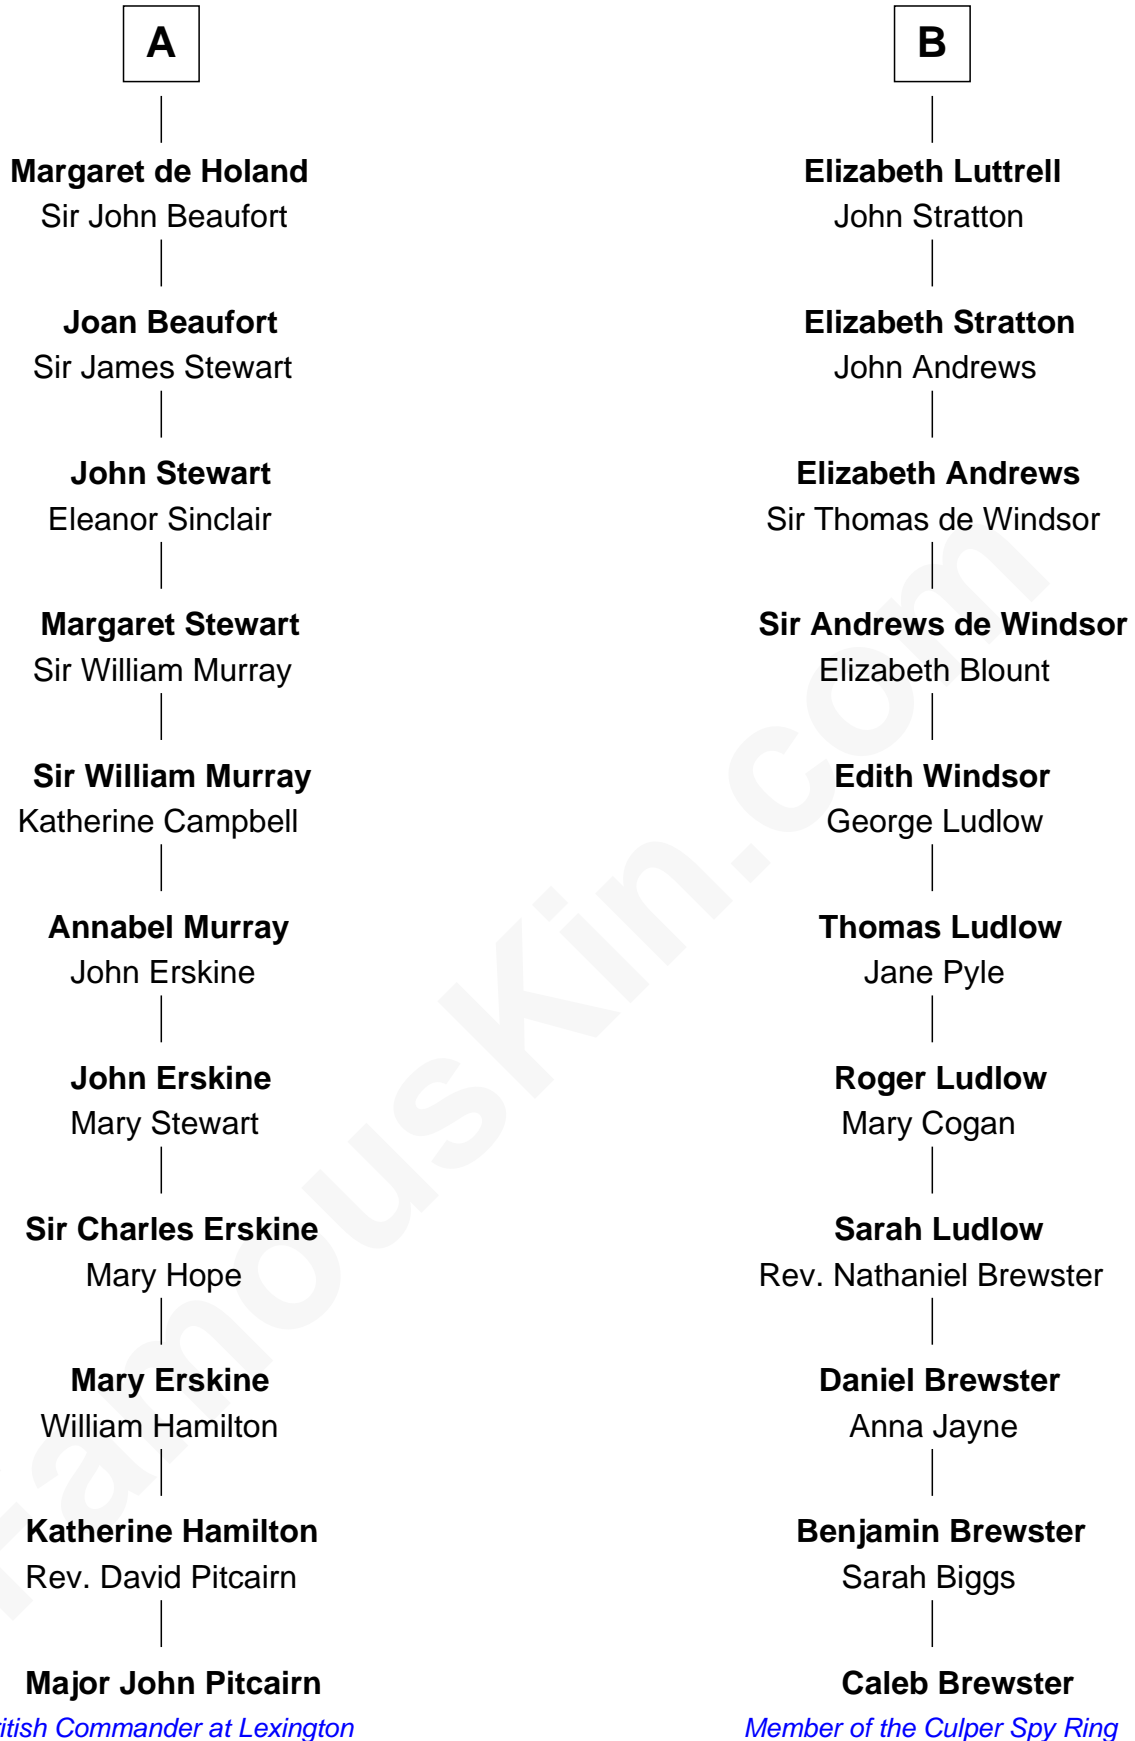 A
Margaret de Holand
Sir John Beaufort
Joan Beaufort
Sir James Stewart
John Stewart
Eleanor Sinclair
Margaret Stewart
Sir William Murray
Sir William Murray
Katherine Campbell
Annabel Murray
John Erskine
John Erskine
Mary Stewart
Sir Charles Erskine
Mary Hope
Mary Erskine
William Hamilton
Katherine Hamilton
Rev. David Pitcairn
Major John Pitcairn
itish Commander at Lexington
B
Elizabeth Luttrell
John Stratton
Elizabeth Stratton
John Andrews
Elizabeth Andrews
Sir Thomas de Windsor
Sir Andrews de Windsor
Elizabeth Blount
Edith Windsor
George Ludlow
Thomas Ludlow
Jane Pyle
Roger Ludlow
Mary Cogan
Sarah Ludlow
Rev. Nathaniel Brewster
Daniel Brewster
Anna Jayne
Benjamin Brewster
Sarah Biggs
Caleb Brewster
Member of the Culper Spy Ring
FamousKin.com